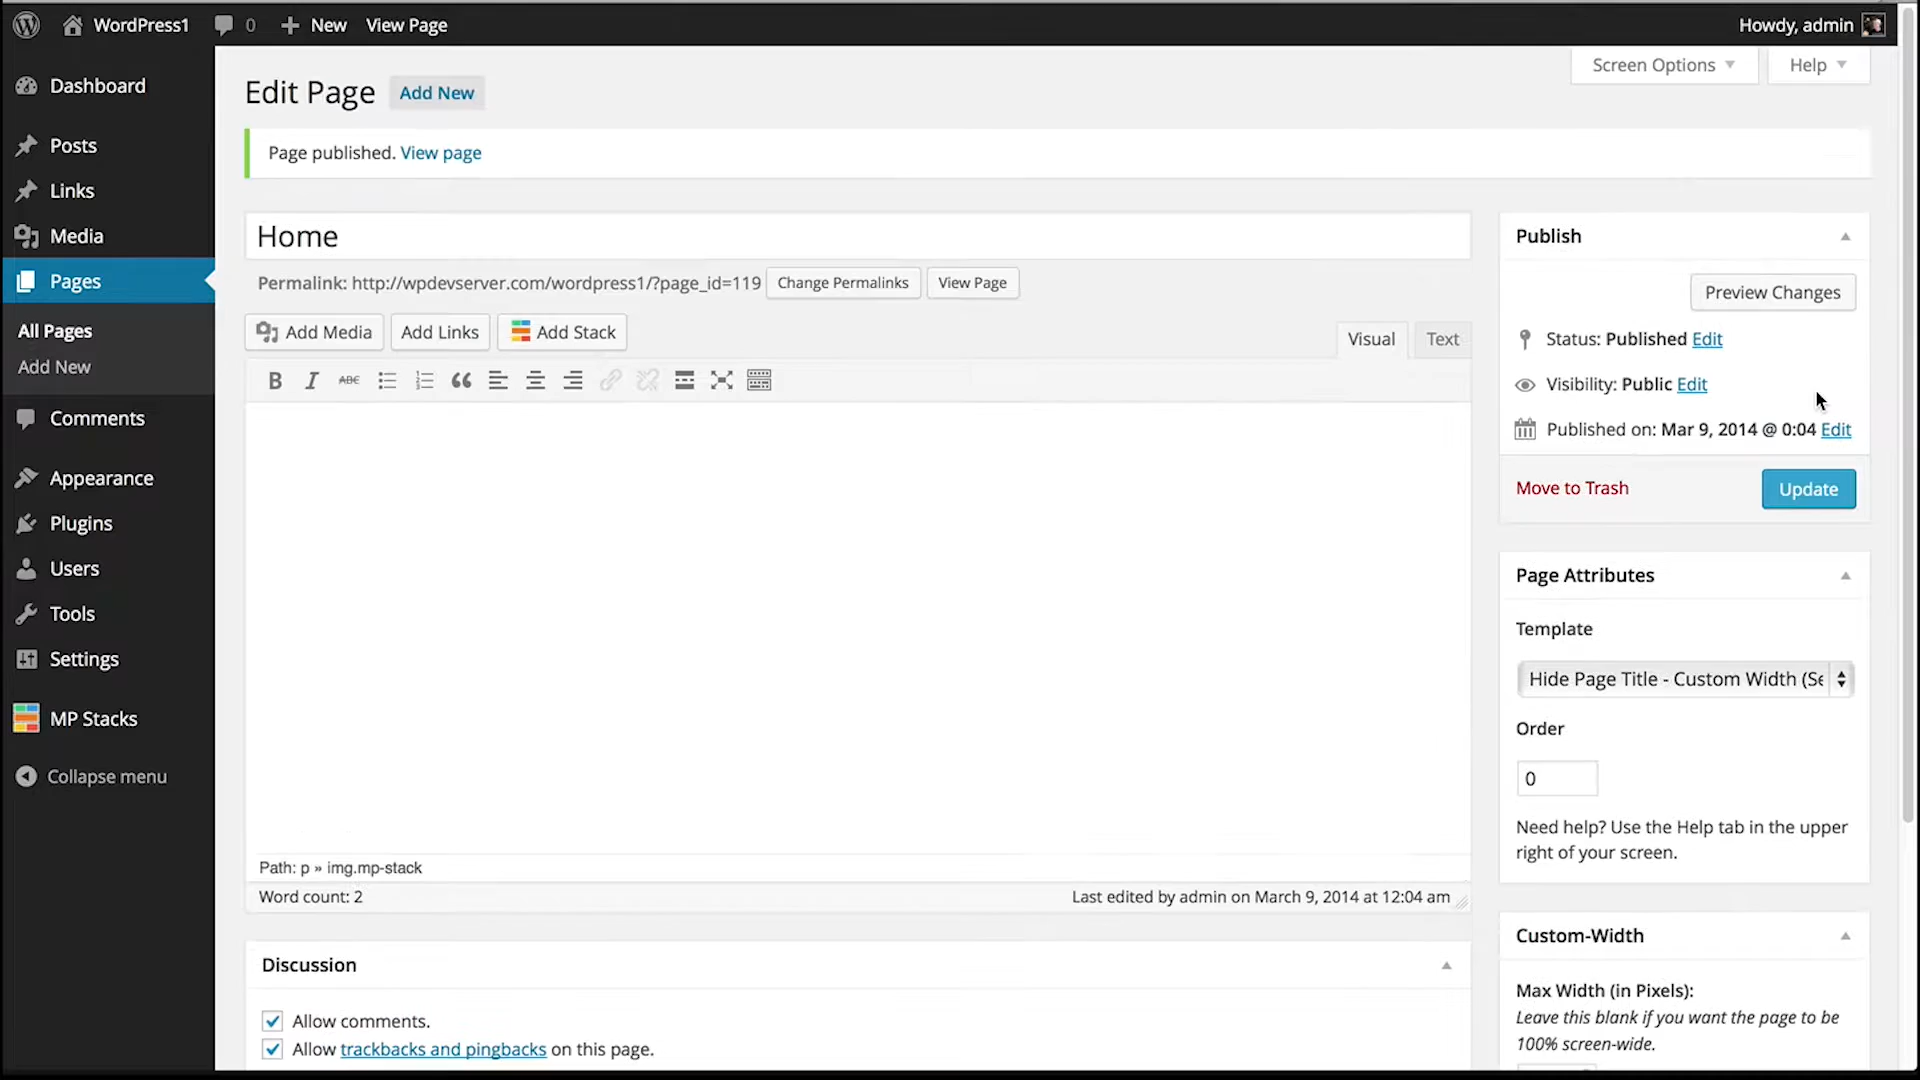 WordPress1
0
New
View Page
Howdy, admin
Dashboard
Posts
Links
Media
Pages
All Pages
Add New
Comments
Appearance
Plugins
Users
Tools
Settings
MP Stacks
Collapse menu
Screen Options
Help
Edit Page
Add New
Page published. View page
Home
Permalink: http://wpdevserver.com/wordpress1/?page_id=119
Change Permalinks
View Page
Add Media
Add Links
Add Stack
Visual
Text
B I ABC
Path: p » img.mp-stack
Word count: 2
Last edited by admin on March 9, 2014 at 12:04 am
Discussion
Allow comments.
Allow trackbacks and pingbacks on this page.
Publish
Preview Changes
Status: Published Edit
Visibility: Public Edit
Published on: Mar 9, 2014 @ 0:04 Edit
Move to Trash
Update
Page Attributes
Template
Hide Page Title - Custom Width (Se
Order
0
Need help? Use the Help tab in the upper
right of your screen.
Custom-Width
Max Width (in Pixels):
Leave this blank if you want the page to be
100% screen-wide.